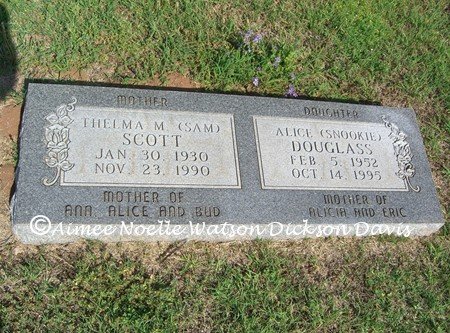 MOTHER
THELMA M (SAM)
SCOTT
JAN. 30 1930
NOV. 23 1990
MOTHER OF
ANN, ALICE AND BUD
DAUGHTER
ALICE (SNOOKIE)
DOUGLASS
FEB. 5 1952
OCT. 14 1995
MOTHER OF
ALICIA AND ERIC
©Aimee Noelle Watson Dickson Davis